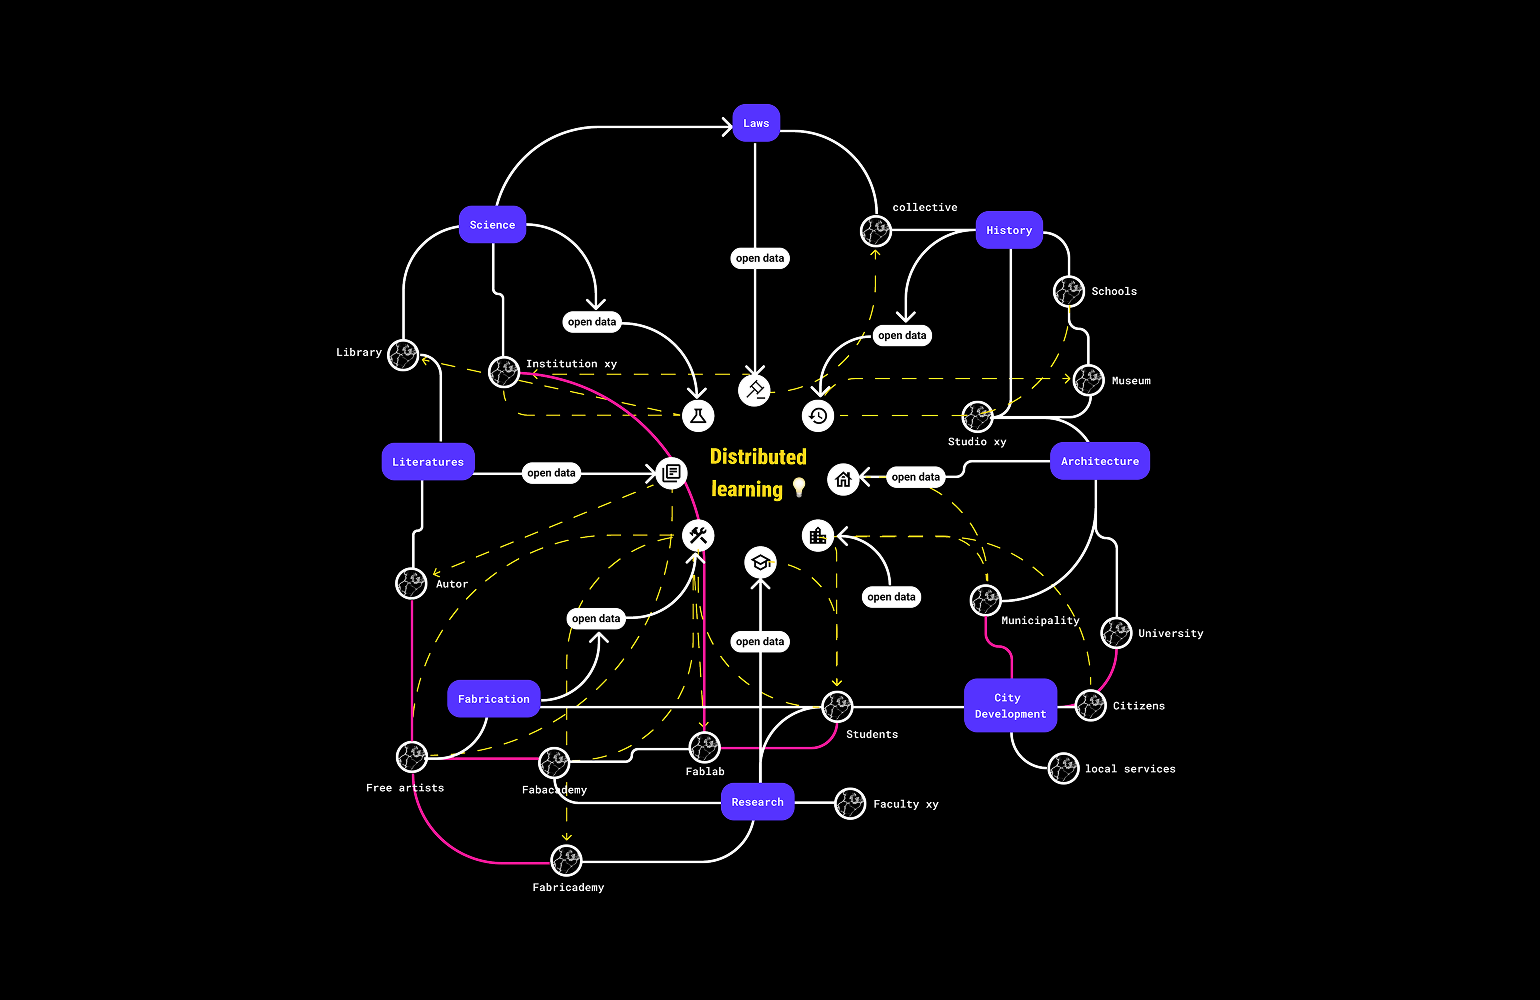 Laws
collective
Science
History
open data
Schools
open data
open data
Library
Institution xy
Museum
Studio xy
Distributed
learning
Literatures
open data
open data
Architecture
Autor
open data
open data
Municipality
University
open data
Fabrication
City
Development
Citizens
Students
Fablab
local services
Free artists
Fabacademy
Research
Faculty xy
Fabricademy